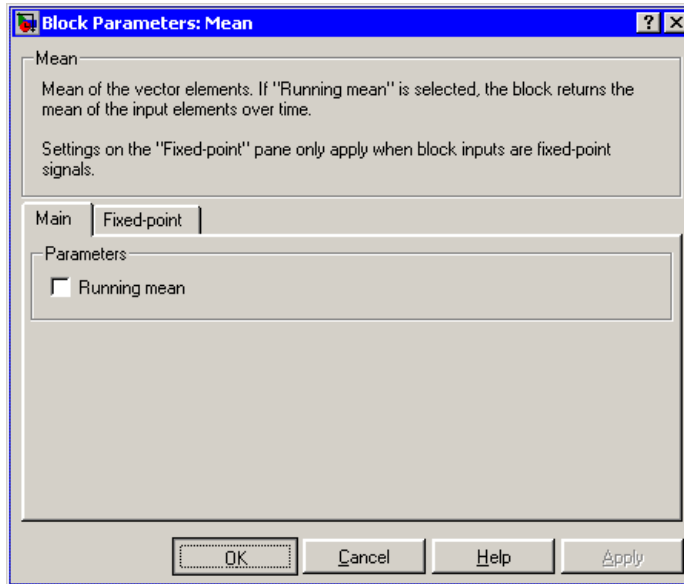 Block Parameters: Mean
Mean
Mean of the vector elements. If "Running mean" is selected, the block returns the
mean of the input elements over time.
Settings on the "Fixed-point" pane only apply when block inputs are fixed-point
signals.
Main Fixed-point
Parameters
Running mean
OK Cancel Help Apply